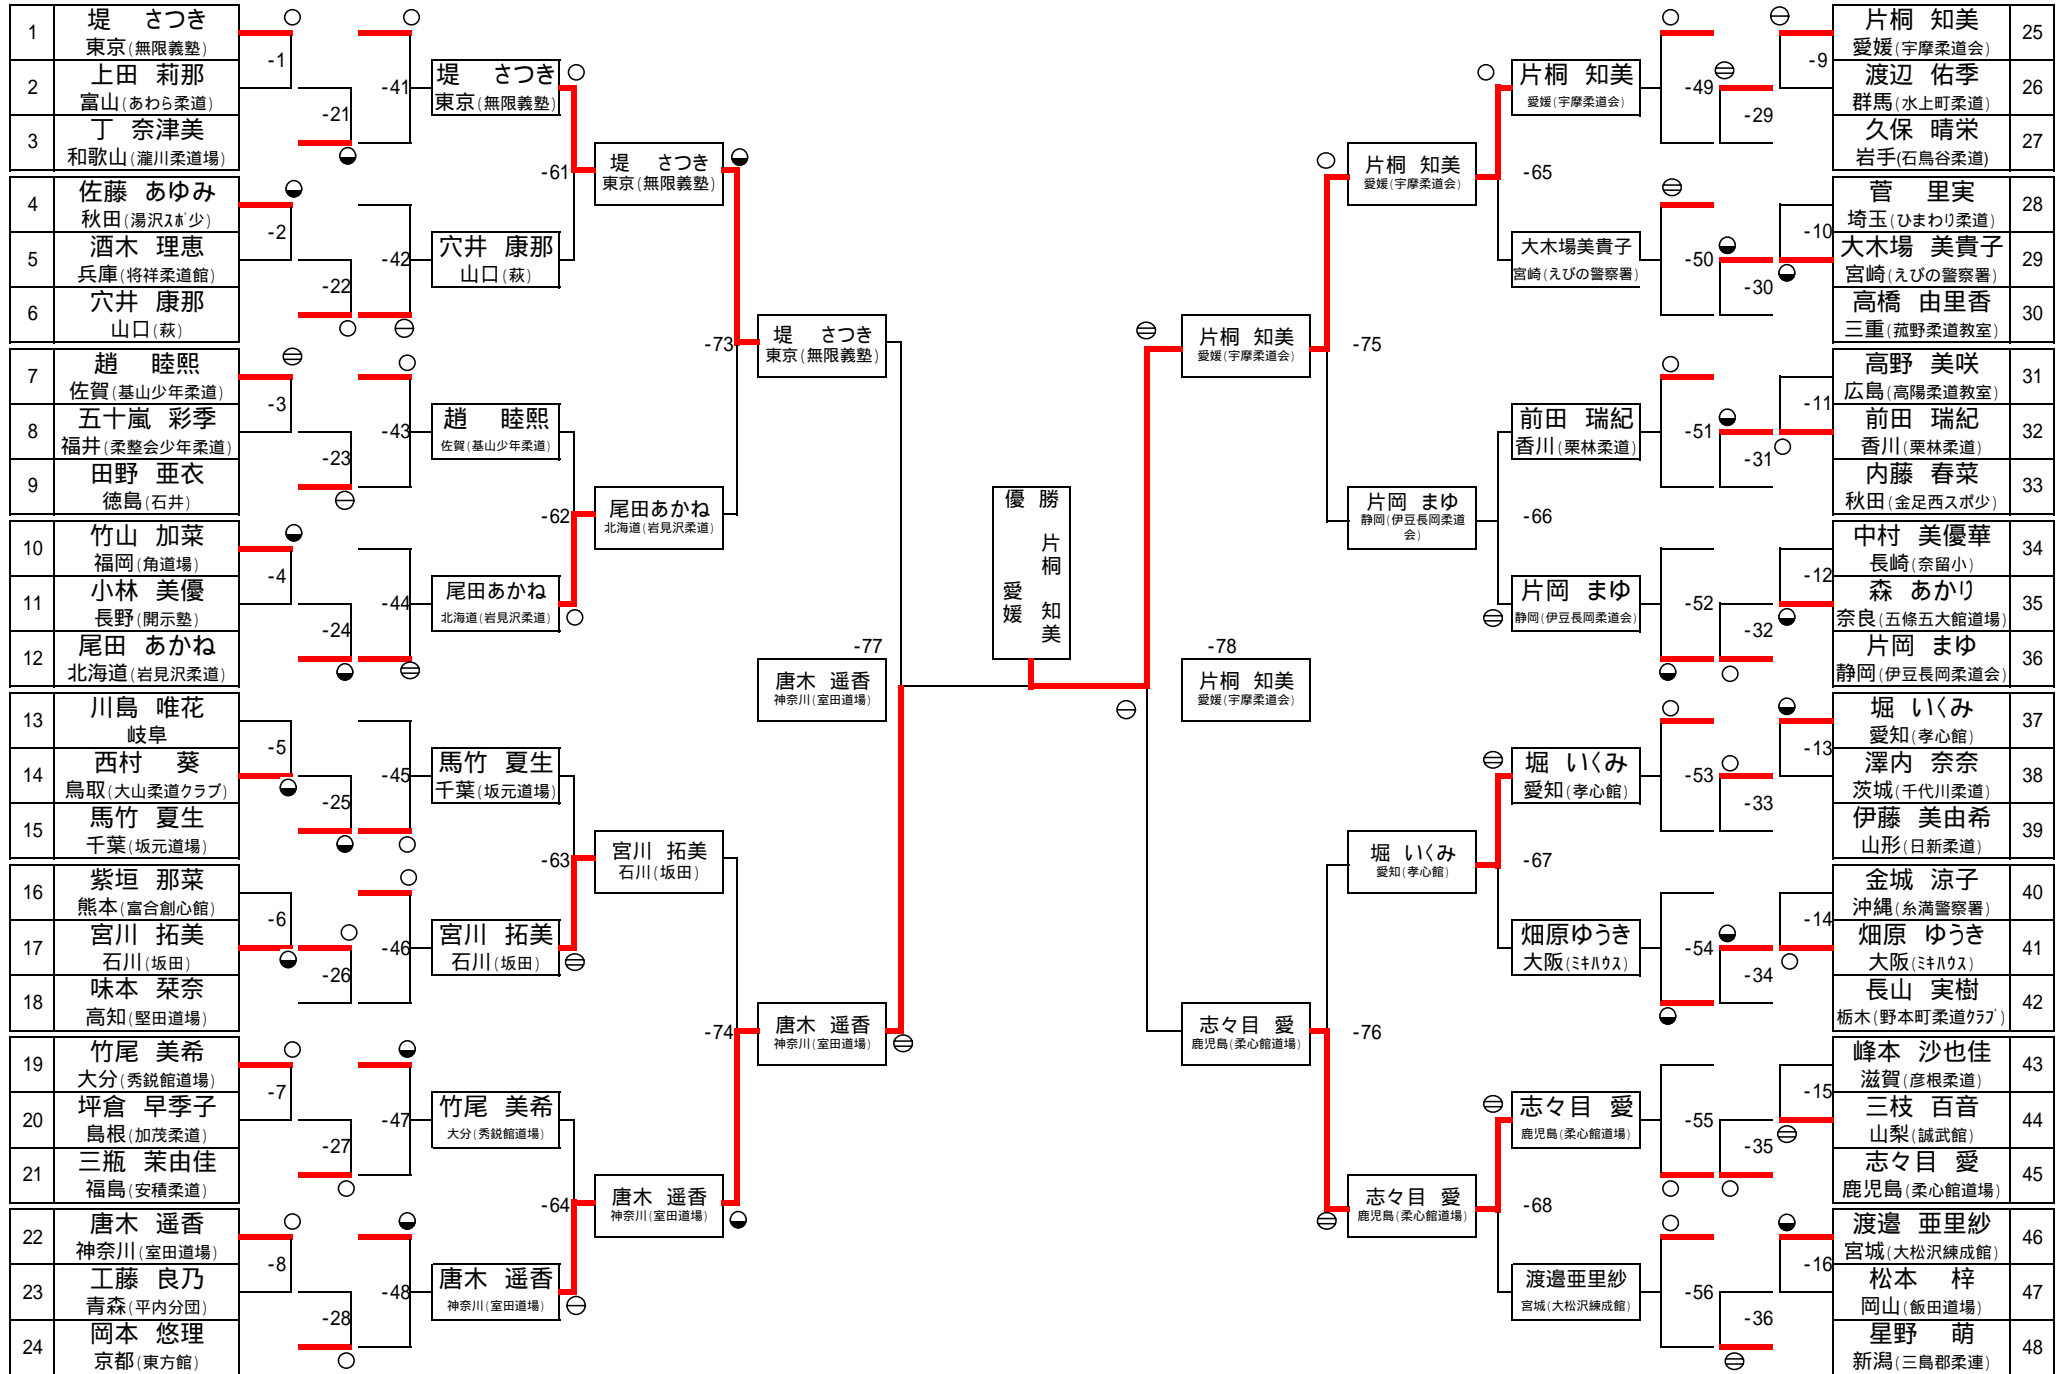 1
堤 さつき
東京(無限義塾)
2
上田 莉那
富山(あわら柔道)
3
丁 奈津美
和歌山(瀧川柔道場)
4
佐藤 あゆみ
秋田(湯沢スポ少)
5
酒木 理恵
兵庫(将祥柔道館)
6
穴井 康那
山口(萩)
7
趙 睦熙
佐賀(基山少年柔道)
8
五十嵐 彩季
福井(柔整会少年柔道)
9
田野 亜衣
徳島(石井)
10
竹山 加菜
福岡(角道場)
11
小林 美優
長野(開示塾)
12
尾田 あかね
北海道(岩見沢柔道)
13
川島 唯花
岐阜
14
西村 葵
鳥取(大山柔道クラブ)
15
馬竹 夏生
千葉(坂元道場)
16
紫垣 那菜
熊本(富合創心館)
17
宮川 拓美
石川(坂田)
18
味本 栞奈
高知(堅田道場)
19
竹尾 美希
大分(秀鋭館道場)
20
坪倉 早季子
島根(加茂柔道)
21
三瓶 茉由佳
福島(安積柔道)
22
唐木 遥香
神奈川(室田道場)
23
工藤 良乃
青森(平内分団)
24
岡本 悠理
京都(東方館)
-1
-2
-3
-4
-5
-6
-7
-8
-21
-22
-23
-24
-25
-26
-27
-28
-41
-42
-43
-44
-45
-46
-47
-48
堤 さつき
東京(無限義塾)
穴井 康那
山口(萩)
趙 睦熙
佐賀(基山少年柔道)
尾田あかね
北海道(岩見沢柔道)
馬竹 夏生
千葉(坂元道場)
宮川 拓美
石川(坂田)
竹尾 美希
大分(秀鋭館道場)
唐木 遥香
神奈川(室田道場)
-61
-62
-63
-64
堤 さつき
東京(無限義塾)
尾田あかね
北海道(岩見沢柔道)
宮川 拓美
石川(坂田)
唐木 遥香
神奈川(室田道場)
-73
-74
堤 さつき
東京(無限義塾)
-77
唐木 遥香
神奈川(室田道場)
唐木 遥香
神奈川(室田道場)
優 勝
片桐 知美
愛媛
片桐 知美
愛媛(宇摩柔道会)
-78
片桐 知美
愛媛(宇摩柔道会)
志々目 愛
鹿児島(柔心館道場)
-75
-76
片桐 知美
愛媛(宇摩柔道会)
片岡 まゆ
静岡(伊豆長岡柔道
会)
堀 いくみ
愛知(孝心館)
志々目 愛
鹿児島(柔心館道場)
-65
-66
-67
-68
片桐 知美
愛媛(宇摩柔道会)
大木場美貴子
宮崎(えびの警察署)
前田 瑞紀
香川(栗林柔道)
片岡 まゆ
静岡(伊豆長岡柔道会)
堀 いくみ
愛知(孝心館)
畑原ゆうき
大阪(ミキハウス)
志々目 愛
鹿児島(柔心館道場)
渡邉亜里紗
宮城(大松沢練成館)
-49
-50
-51
-52
-53
-54
-55
-56
-29
-30
-31
-32
-33
-34
-35
-36
-9
-10
-11
-12
-13
-14
-15
-16
片桐 知美
愛媛(宇摩柔道会)
25
渡辺 佑季
群馬(水上町柔道)
26
久保 晴栄
岩手(石鳥谷柔道)
27
菅 里実
埼玉(ひまわり柔道)
28
大木場 美貴子
宮崎(えびの警察署)
29
高橋 由里香
三重(菰野柔道教室)
30
高野 美咲
広島(高陽柔道教室)
31
前田 瑞紀
香川(栗林柔道)
32
内藤 春菜
秋田(金足西スポ少)
33
中村 美優華
長崎(奈留小)
34
森 あかり
奈良(五條五大館道場)
35
片岡 まゆ
静岡(伊豆長岡柔道会)
36
堀 いくみ
愛知(孝心館)
37
澤内 奈奈
茨城(千代川柔道)
38
伊藤 美由希
山形(日新柔道)
39
金城 涼子
沖縄(糸満警察署)
40
畑原 ゆうき
大阪(ミキハウス)
41
長山 実樹
栃木(野本町柔道クラブ)
42
峰本 沙也佳
滋賀(彦根柔道)
43
三枝 百音
山梨(誠武館)
44
志々目 愛
鹿児島(柔心館道場)
45
渡邉 亜里紗
宮城(大松沢練成館)
46
松本 梓
岡山(飯田道場)
47
星野 萌
新潟(三島郡柔連)
48